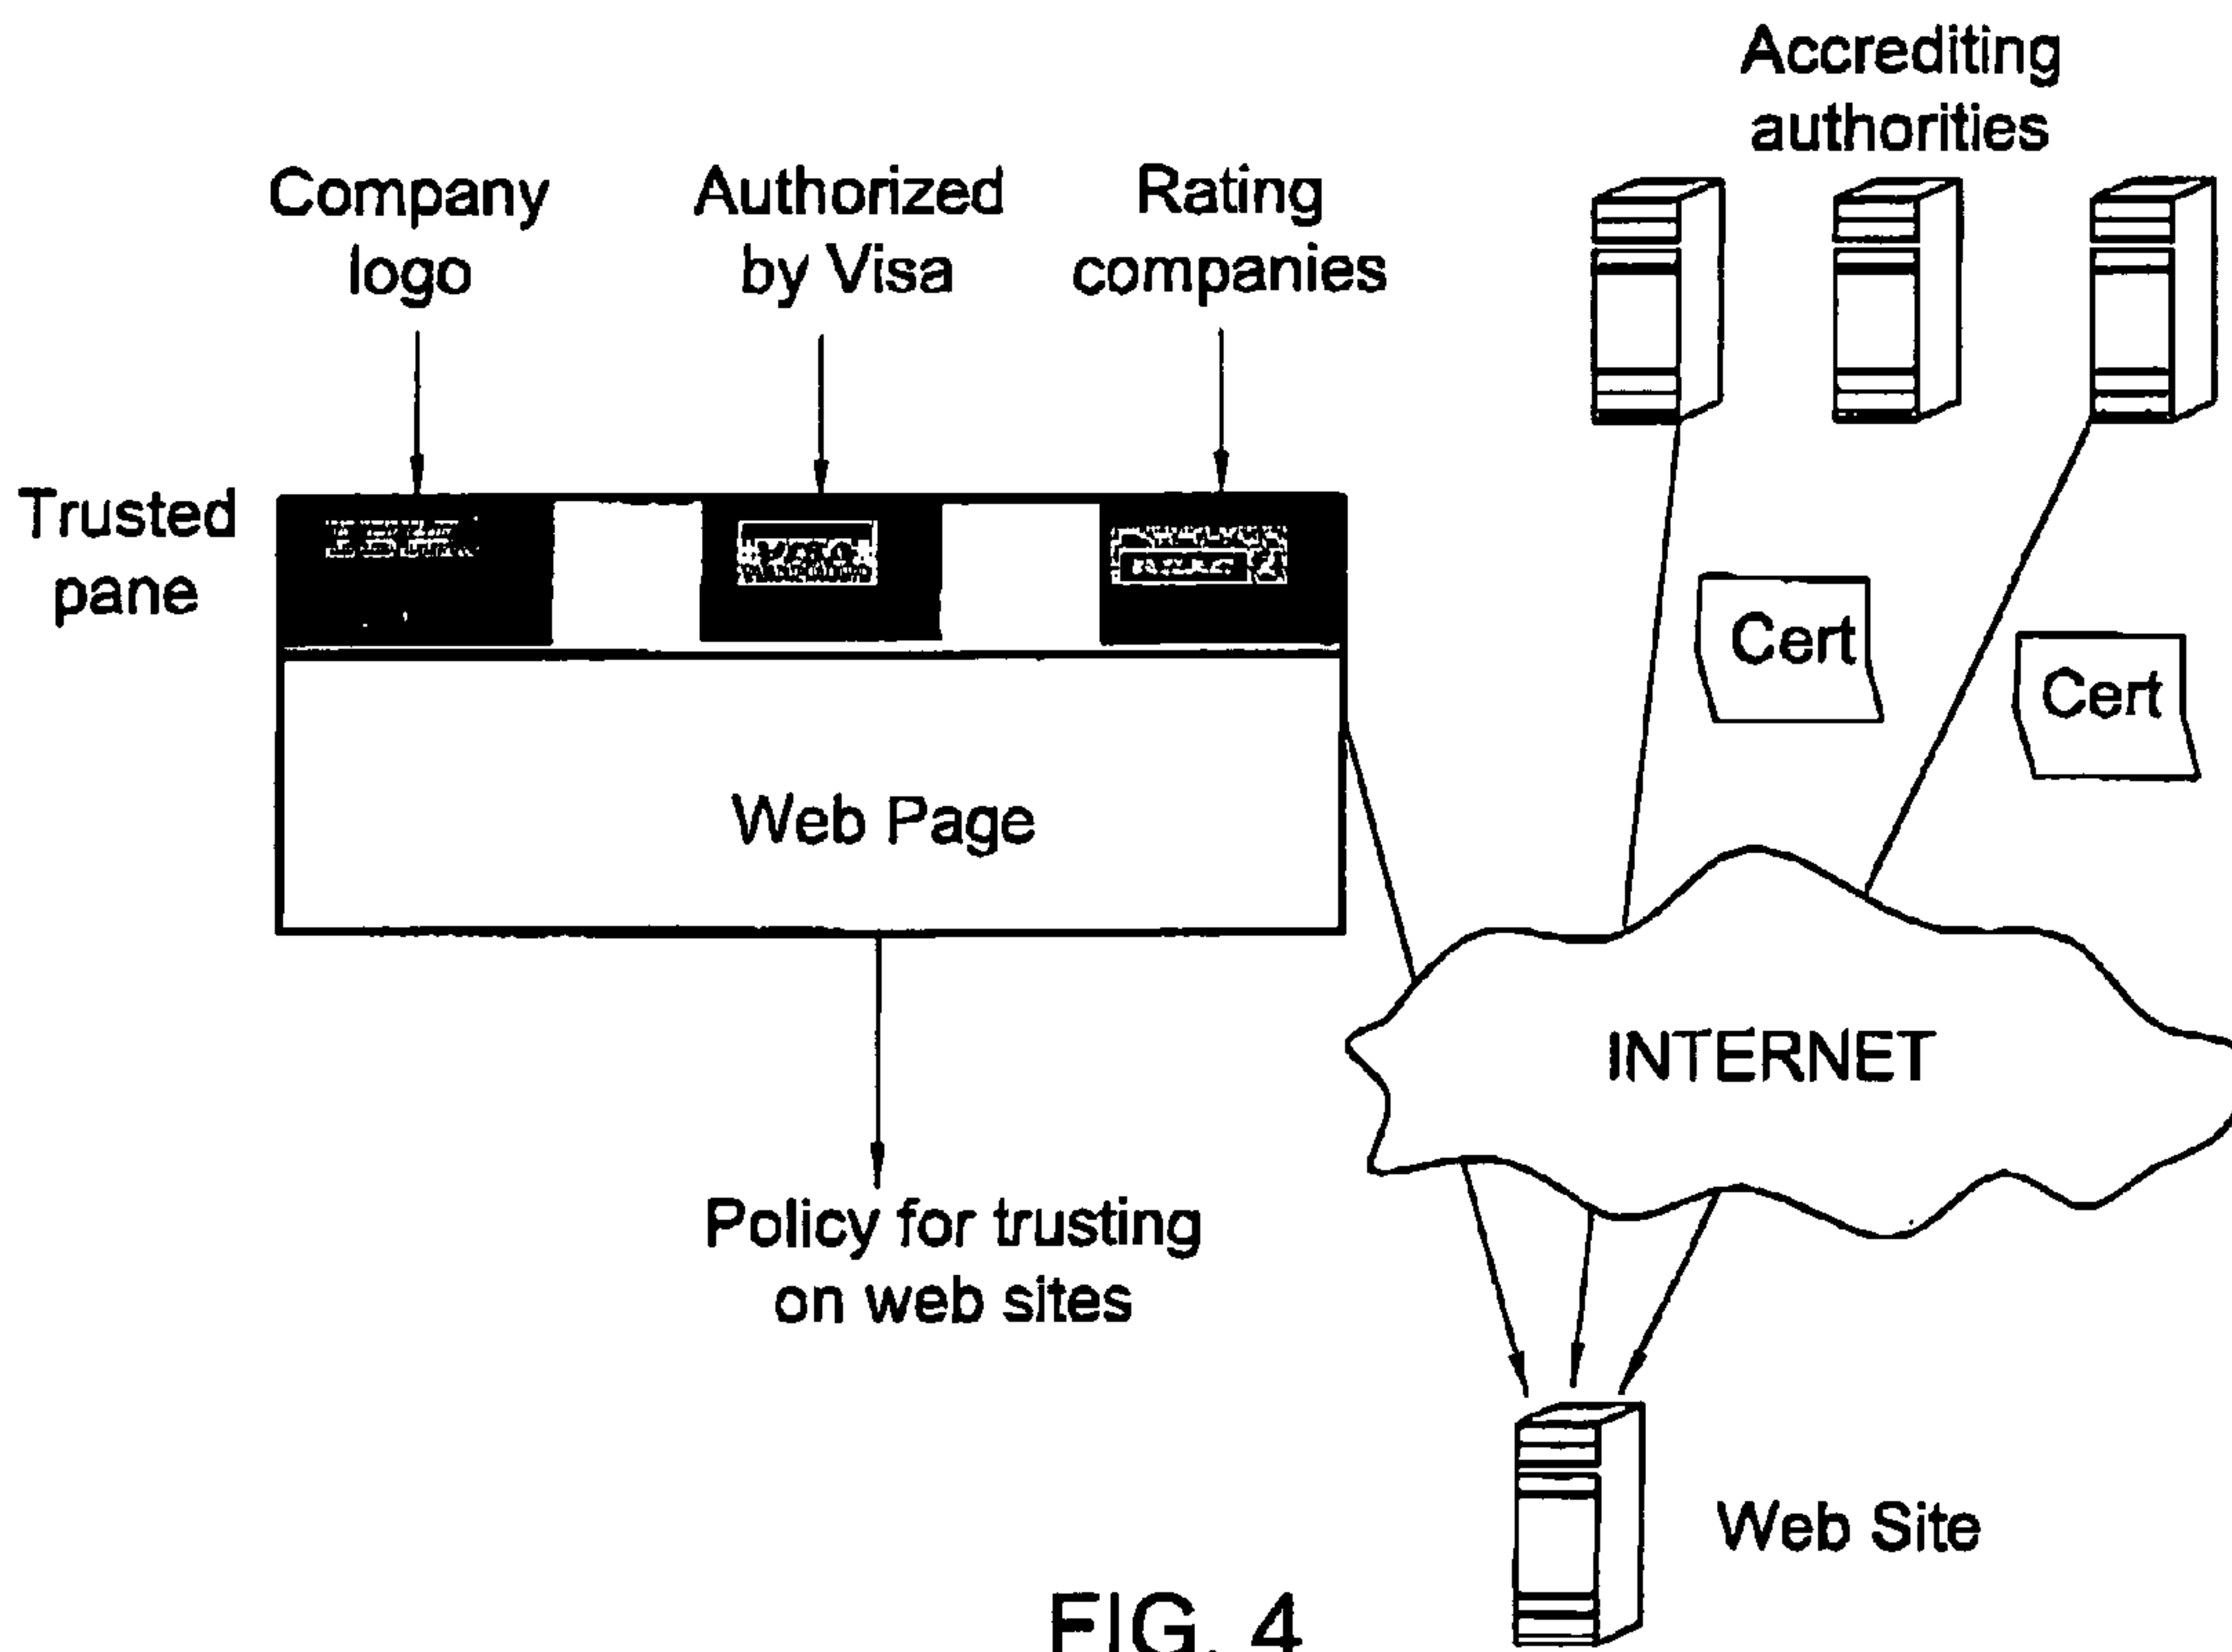 Accrediting
authorities
Company
logo
Authorized
by Visa
Rating
companies
Trusted
pane
Cert
Cert
Web Page
INTERNET
Policy for trusting
on web sites
Web Site
FIG. 4